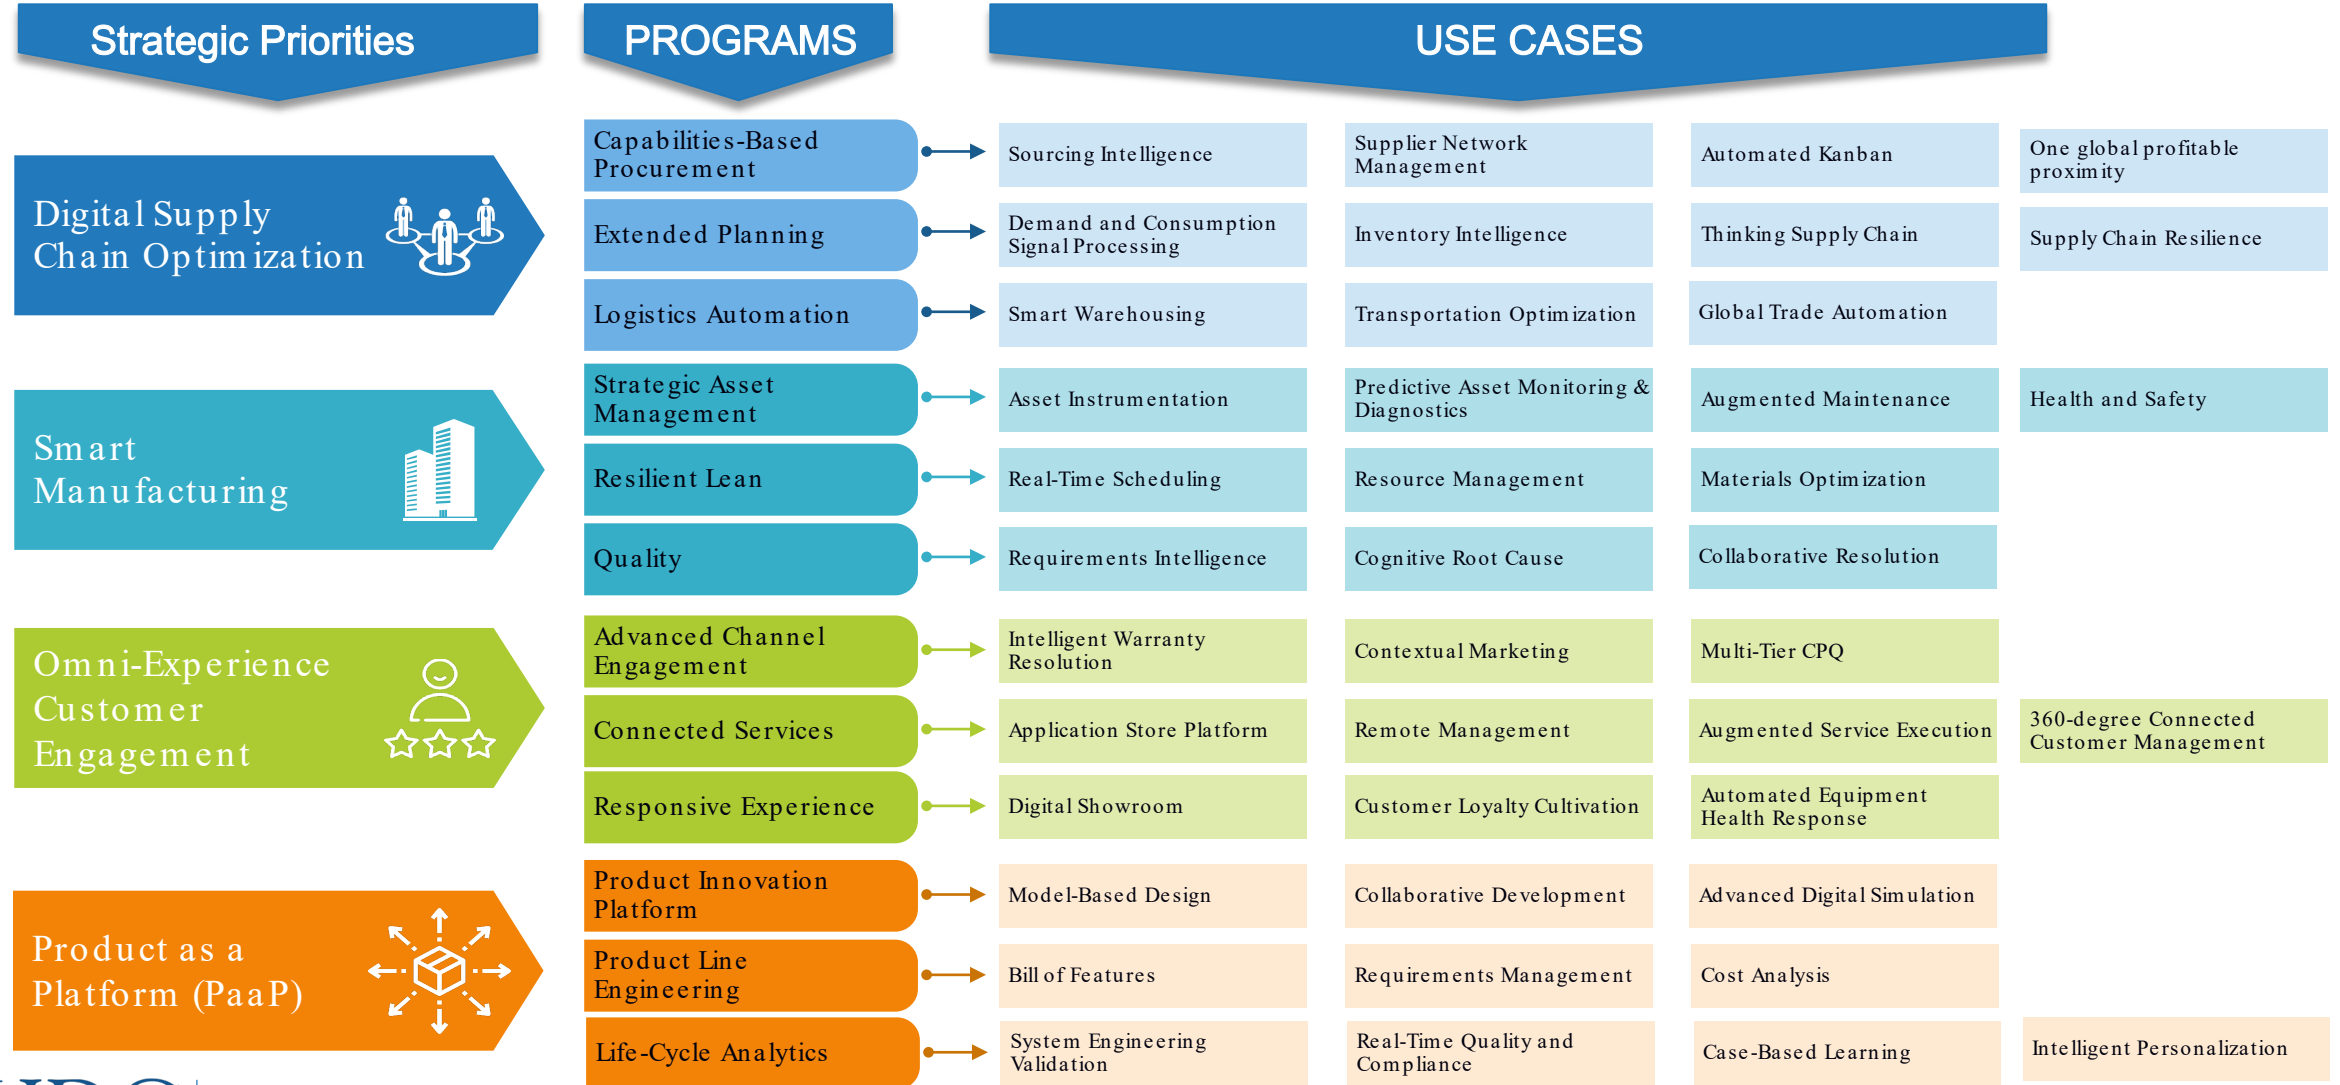 Strategic Priorities
PROGRAMS
USE CASES
Digital Supply
Chain Optimization
Capabilities-Based
Procurement
Sourcing Intelligence
Supplier Network
Management
Automated Kanban
One global profitable
proximity
Extended Planning
Demand and Consumption
Signal Processing
Inventory Intelligence
Thinking Supply Chain
Supply Chain Resilience
Logistics Automation
Smart Warehousing
Transportation Optimization
Global Trade Automation
Smart
Manufacturing
Strategic Asset
Management
Asset Instrumentation
Predictive Asset Monitoring &
Diagnostics
Augmented Maintenance
Health and Safety
Resilient Lean
Real-Time Scheduling
Resource Management
Materials Optimization
Quality
Requirements Intelligence
Cognitive Root Cause
Collaborative Resolution
Omni-Experience
Customer
Engagement
Advanced Channel
Engagement
Intelligent Warranty
Resolution
Contextual Marketing
Multi-Tier CPQ
Connected Services
Application Store Platform
Remote Management
Augmented Service Execution
360-degree Connected
Customer Management
Responsive Experience
Digital Showroom
Customer Loyalty Cultivation
Automated Equipment
Health Response
Product as a
Platform (PaaP)
Product Innovation
Platform
Model-Based Design
Collaborative Development
Advanced Digital Simulation
Product Line
Engineering
Bill of Features
Requirements Management
Cost Analysis
Life-Cycle Analytics
System Engineering
Validation
Real-Time Quality and
Compliance
Case-Based Learning
Intelligent Personalization